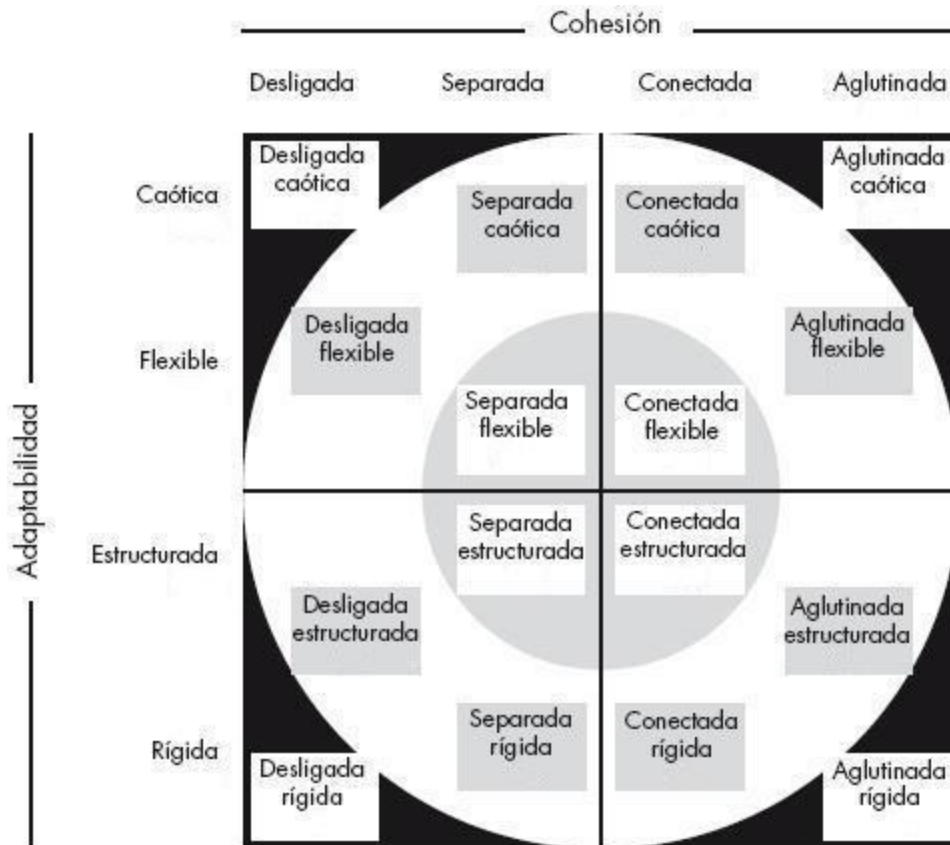 Cohesión
Desligada Separada Conectada Aglutinada
Adaptabilidad
Caótica
Desligada
caótica
Separada
caótica
Conectada
caótica
Aglutinada
caótica
Flexible
Desligada
flexible
Separada
flexible
Conectada
flexible
Aglutinada
flexible
Estructurada
Desligada
estructurada
Separada
estructurada
Conectada
estructurada
Aglutinada
estructurada
Rígida
Desligada
rígida
Separada
rígida
Conectada
rígida
Aglutinada
rígida